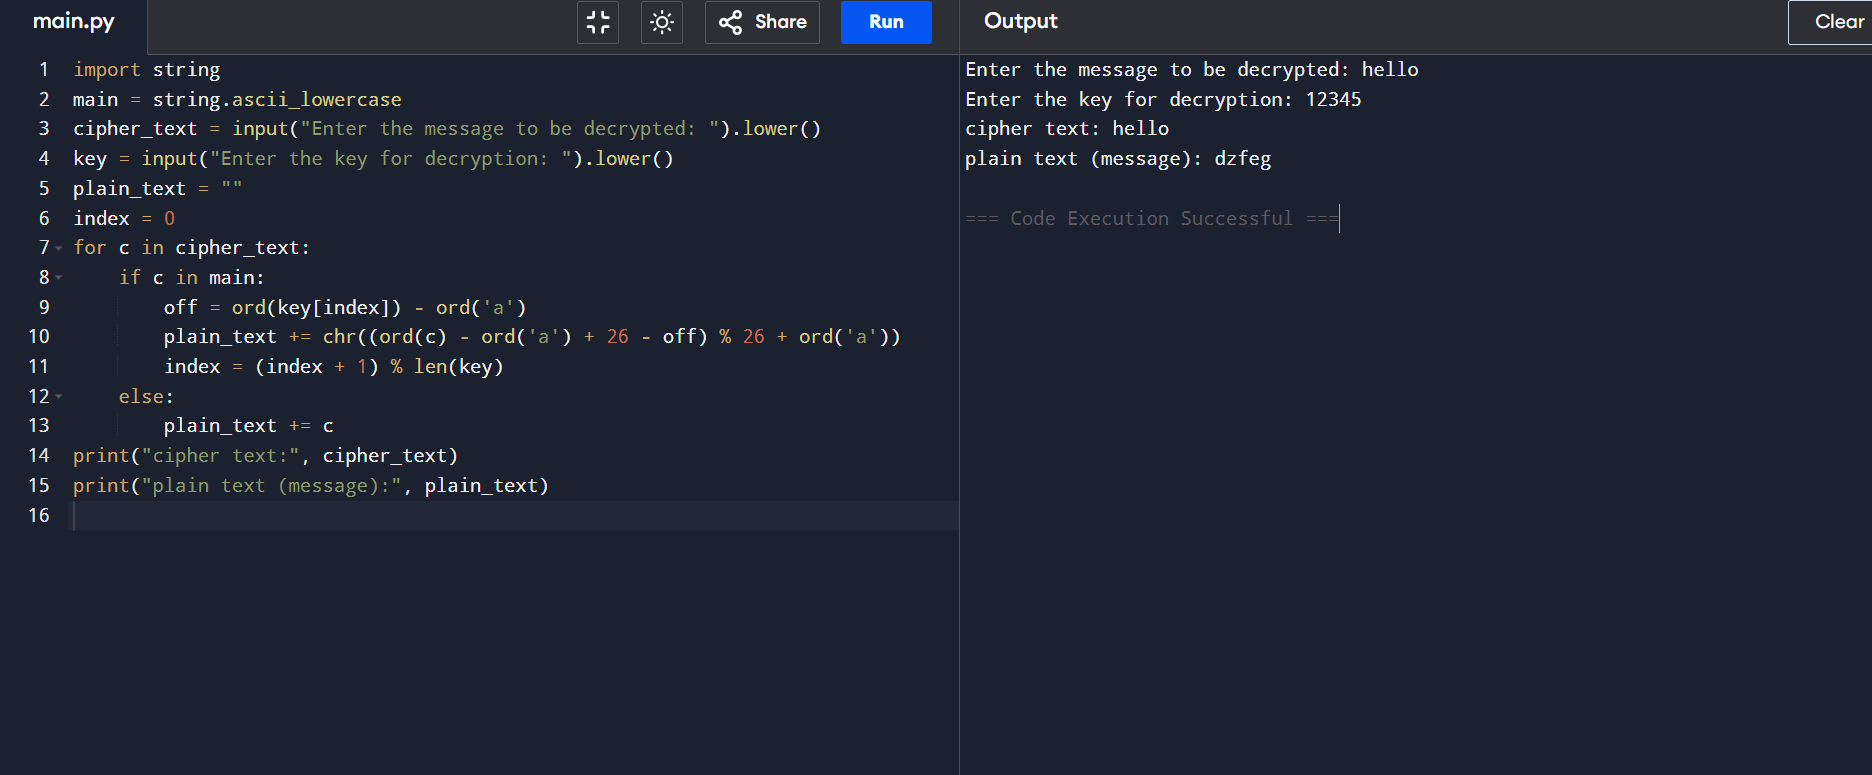 main.py
Share
Run
Output
Clear
1 import string
2 main = string.ascii_lowercase
3 cipher_text = input("Enter the message to be decrypted: ").lower()
4 key = input("Enter the key for decryption: ").lower()
5 plain_text = ""
6 index = 0
7 for c in cipher_text:
8     if c in main:
9         off = ord(key[index]) - ord('a')
10         plain_text += chr((ord(c) - ord('a') + 26 - off) % 26 + ord('a'))
11         index = (index + 1) % len(key)
12     else:
13         plain_text += c
14 print("cipher text:", cipher_text)
15 print("plain text (message):", plain_text)
16
Enter the message to be decrypted: hello
Enter the key for decryption: 12345
cipher text: hello
plain text (message): dzfeg
=== Code Execution Successful ===